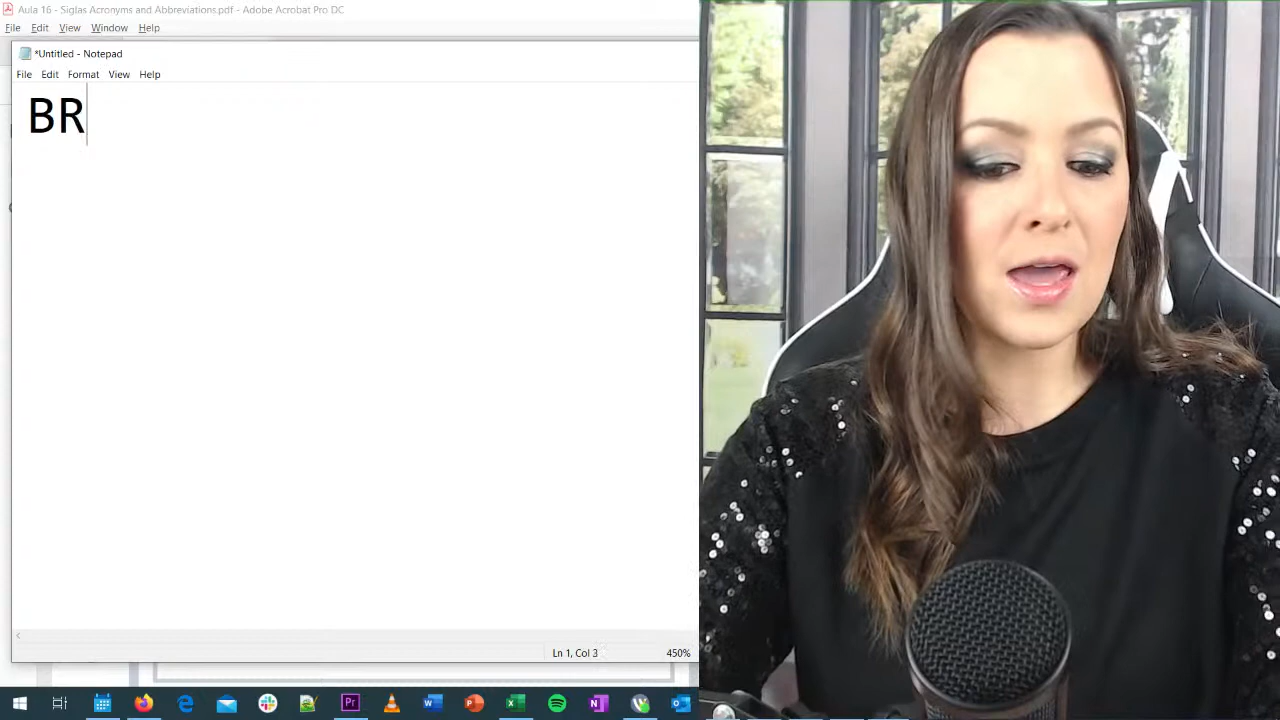 Aula 16 - Siglas Acronyms and Abbreviations.pdf - Adobe Acrobat Pro DC
File Edit View Window Help
*Untitled - Notepad
File Edit Format View Help
BR
Ln 1, Col 3 450%